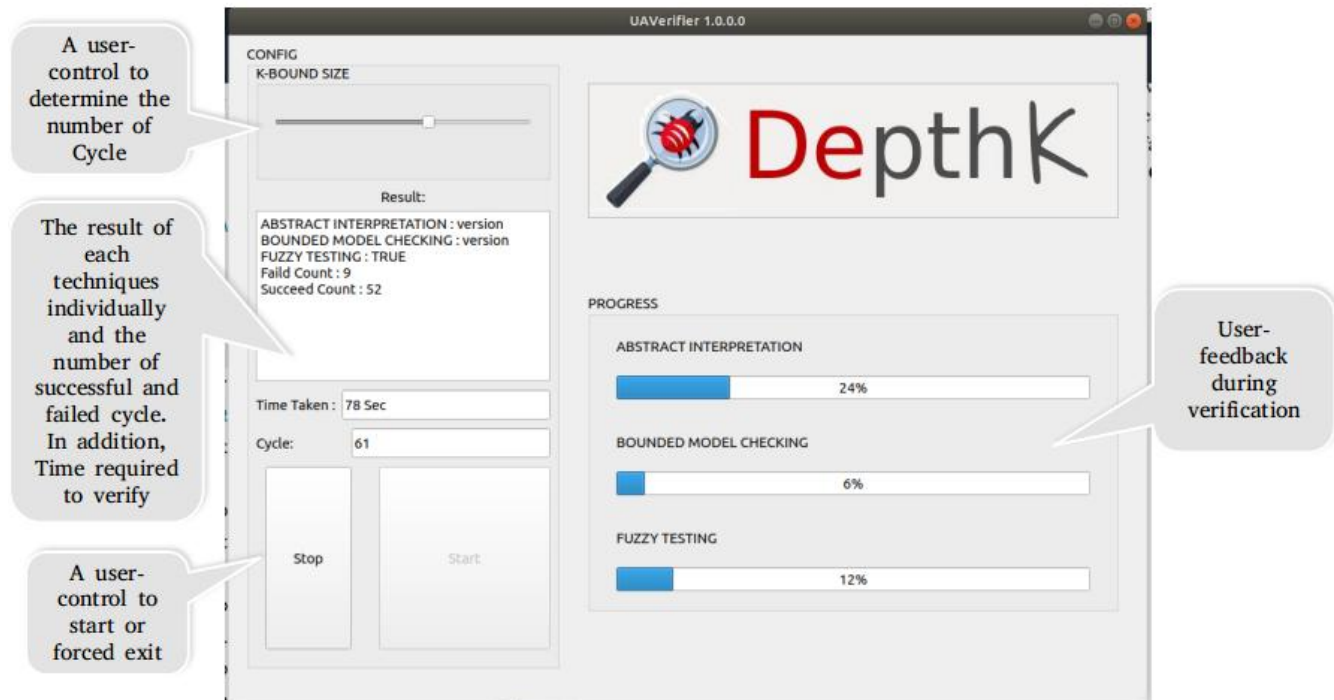 UAVerifier 1.0.0.0
A user-
control to
determine the
number of
Cycle
The result of
each
techniques
individually
and the
number of
successful and
failed cycle.
In addition,
Time required
to verify
A user-
control to
start or
forced exit
CONFIG
K-BOUND SIZE
Result:
ABSTRACT INTERPRETATION : version
BOUNDED MODEL CHECKING : version
FUZZY TESTING : TRUE
Faild Count : 9
Succeed Count : 52
Time Taken : 78 Sec
Cycle: 61
Stop Start
DepthK
PROGRESS
ABSTRACT INTERPRETATION
24%
BOUNDED MODEL CHECKING
6%
FUZZY TESTING
12%
User-
feedback
during
verification